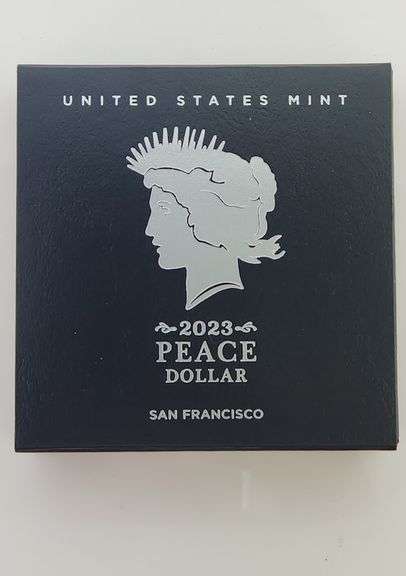 UNITED STATES MINT
2023
PEACE
DOLLAR
SAN FRANCISCO